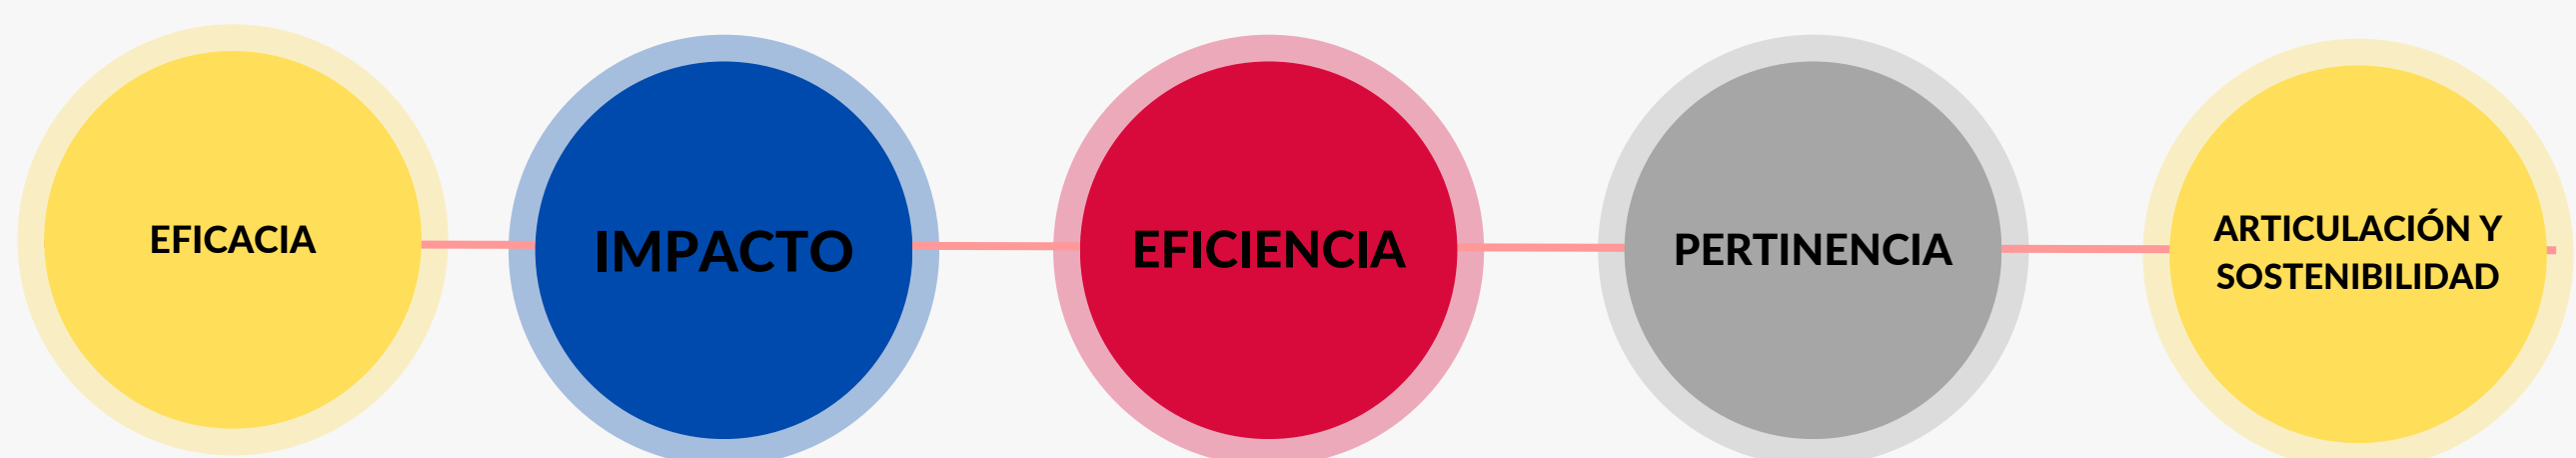 EFICACIA
IMPACTO
EFICIENCIA
PERTINENCIA
ARTICULACIÓN Y
SOSTENIBILIDAD